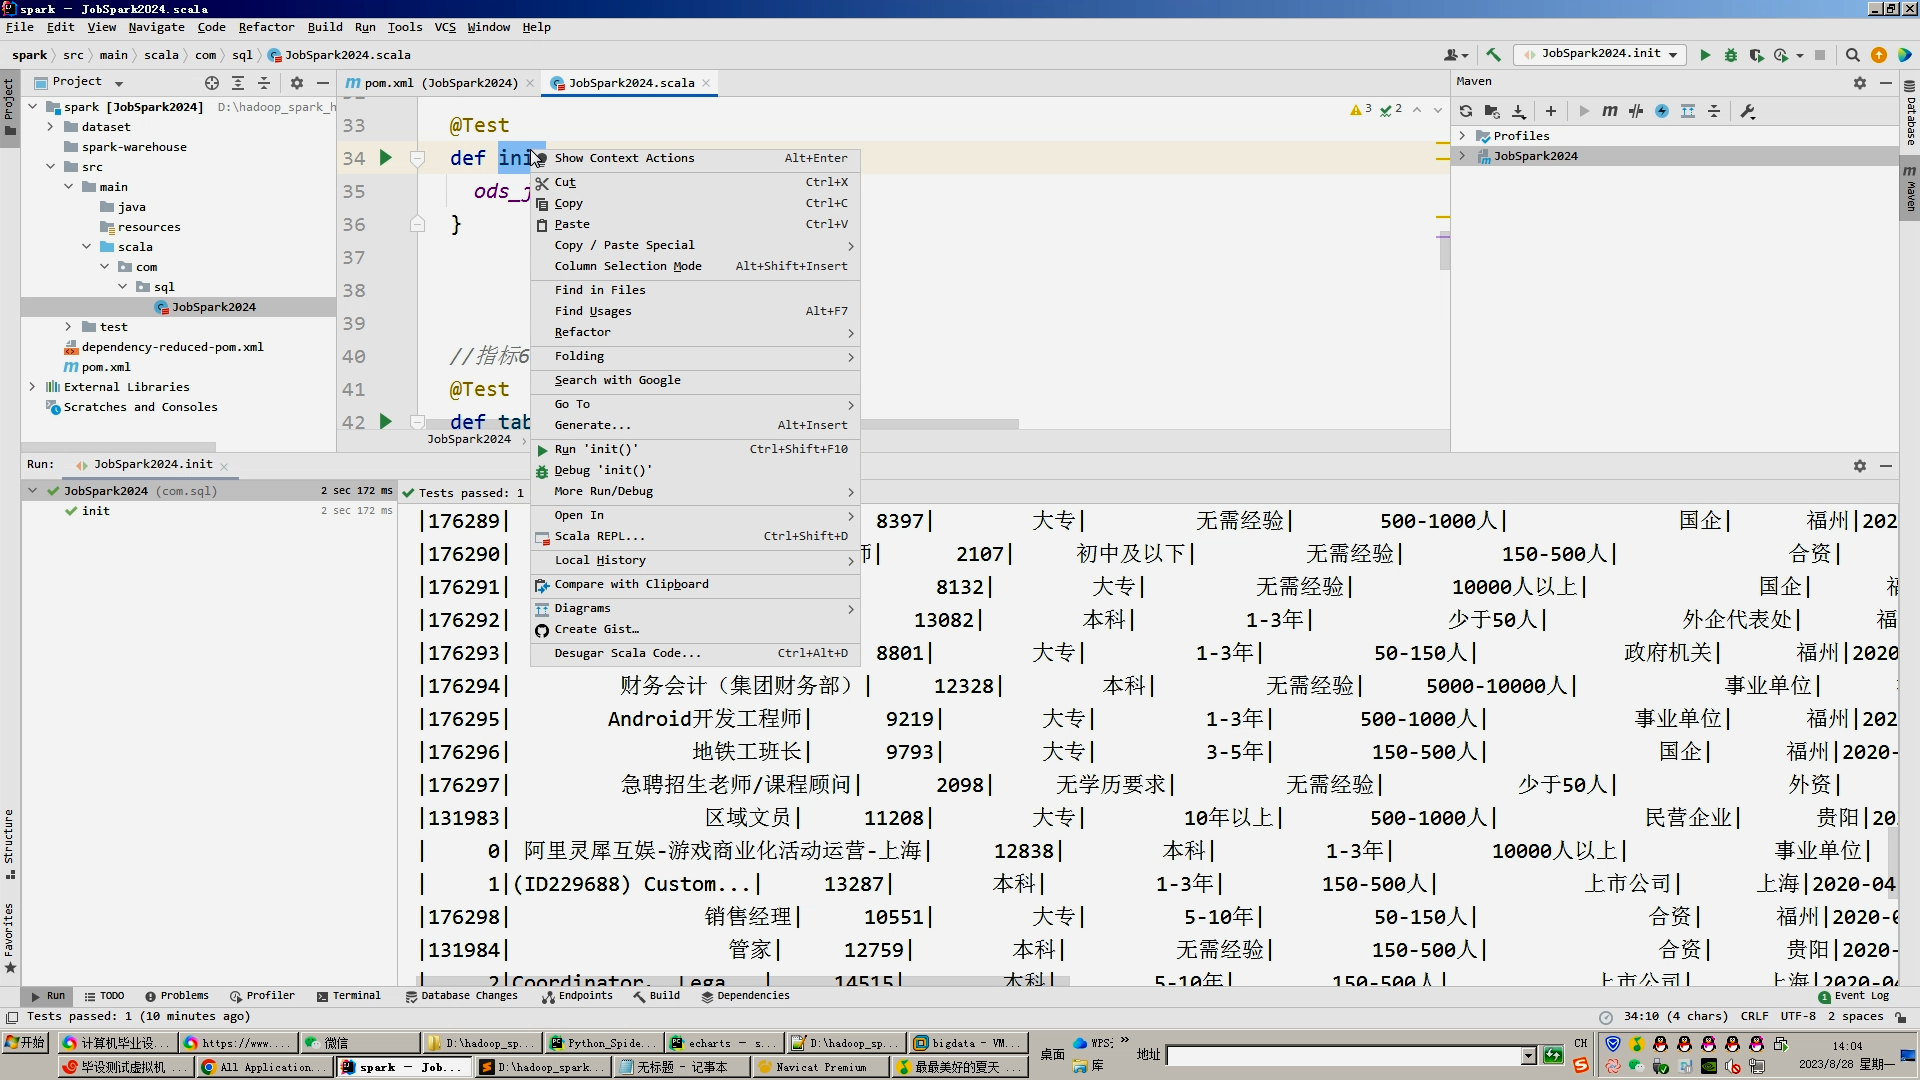 spark – JobSpark2024.scala
File Edit View Navigate Code Refactor Build Run Tools VCS Window Help
spark src main scala com sql JobSpark2024.scala
JobSpark2024.init
Project
pom.xml (JobSpark2024)
JobSpark2024.scala
Maven
spark [JobSpark2024] D:\hadoop_spark_h
dataset
spark-warehouse
src
main
java
resources
scala
com
sql
JobSpark2024
test
dependency-reduced-pom.xml
pom.xml
External Libraries
Scratches and Consoles
Project
Structure
Favorites
33 @Test
34 def ini
35 ods_j
36 }
37
38
39
40 //指标6
41 @Test
42 def tab
JobSpark2024
3 2
Profiles
JobSpark2024
Database
Maven
Show Context Actions Alt+Enter
Cut Ctrl+X
Copy Ctrl+C
Paste Ctrl+V
Copy / Paste Special
Column Selection Mode Alt+Shift+Insert
Find in Files
Find Usages Alt+F7
Refactor
Folding
Search with Google
Go To
Generate... Alt+Insert
Run 'init()' Ctrl+Shift+F10
Debug 'init()'
More Run/Debug
Open In
Scala REPL... Ctrl+Shift+D
Local History
Compare with Clipboard
Diagrams
Create Gist...
Desugar Scala Code... Ctrl+Alt+D
Run: JobSpark2024.init
JobSpark2024 (com.sql) 2 sec 172 ms
init 2 sec 172 ms
Tests passed: 1
|176289| 8397| 大专| 无需经验| 500-1000人| 国企| 福州|202
|176290| 师| 2107| 初中及以下| 无需经验| 150-500人| 合资|
|176291| 8132| 大专| 无需经验| 10000人以上| 国企| 福
|176292| 13082| 本科| 1-3年| 少于50人| 外企代表处| 福
|176293| 8801| 大专| 1-3年| 50-150人| 政府机关| 福州|2020
|176294| 财务会计（集团财务部）| 12328| 本科| 无需经验| 5000-10000人| 事业单位|
|176295| Android开发工程师| 9219| 大专| 1-3年| 500-1000人| 事业单位| 福州|202
|176296| 地铁工班长| 9793| 大专| 3-5年| 150-500人| 国企| 福州|2020-
|176297| 急聘招生老师/课程顾问| 2098| 无学历要求| 无需经验| 少于50人| 外资|
|131983| 区域文员| 11208| 大专| 10年以上| 500-1000人| 民营企业| 贵阳|20
| 0| 阿里灵犀互娱-游戏商业化活动运营-上海| 12838| 本科| 1-3年| 10000人以上| 事业单位|
| 1|(ID229688) Custom...| 13287| 本科| 1-3年| 150-500人| 上市公司| 上海|2020-04
|176298| 销售经理| 10551| 大专| 5-10年| 50-150人| 合资| 福州|2020-0
|131984| 管家| 12759| 本科| 无需经验| 150-500人| 合资| 贵阳|2020-
| 2|Coordinator, Lega...| 14515| 本科| 5-10年| 150-500人| 上市公司| 上海|2020-04
Run TODO Problems Profiler Terminal Database Changes Endpoints Build Dependencies 1 Event Log
Tests passed: 1 (10 minutes ago) 34:10 (4 chars) CRLF UTF-8 2 spaces
开始 计算机毕业设... https://www.... 微信 D:\hadoop_sp... Python_Spide... echarts – s... D:\hadoop_sp... bigdata - VM... 桌面 WPS » 地址 CH 14:04
毕设测试虚拟机 ... All Application... spark – Job... D:\hadoop_spark... 无标题 - 记事本 Navicat Premium 最最美好的夏天 ... 库 2023/8/28 星期一